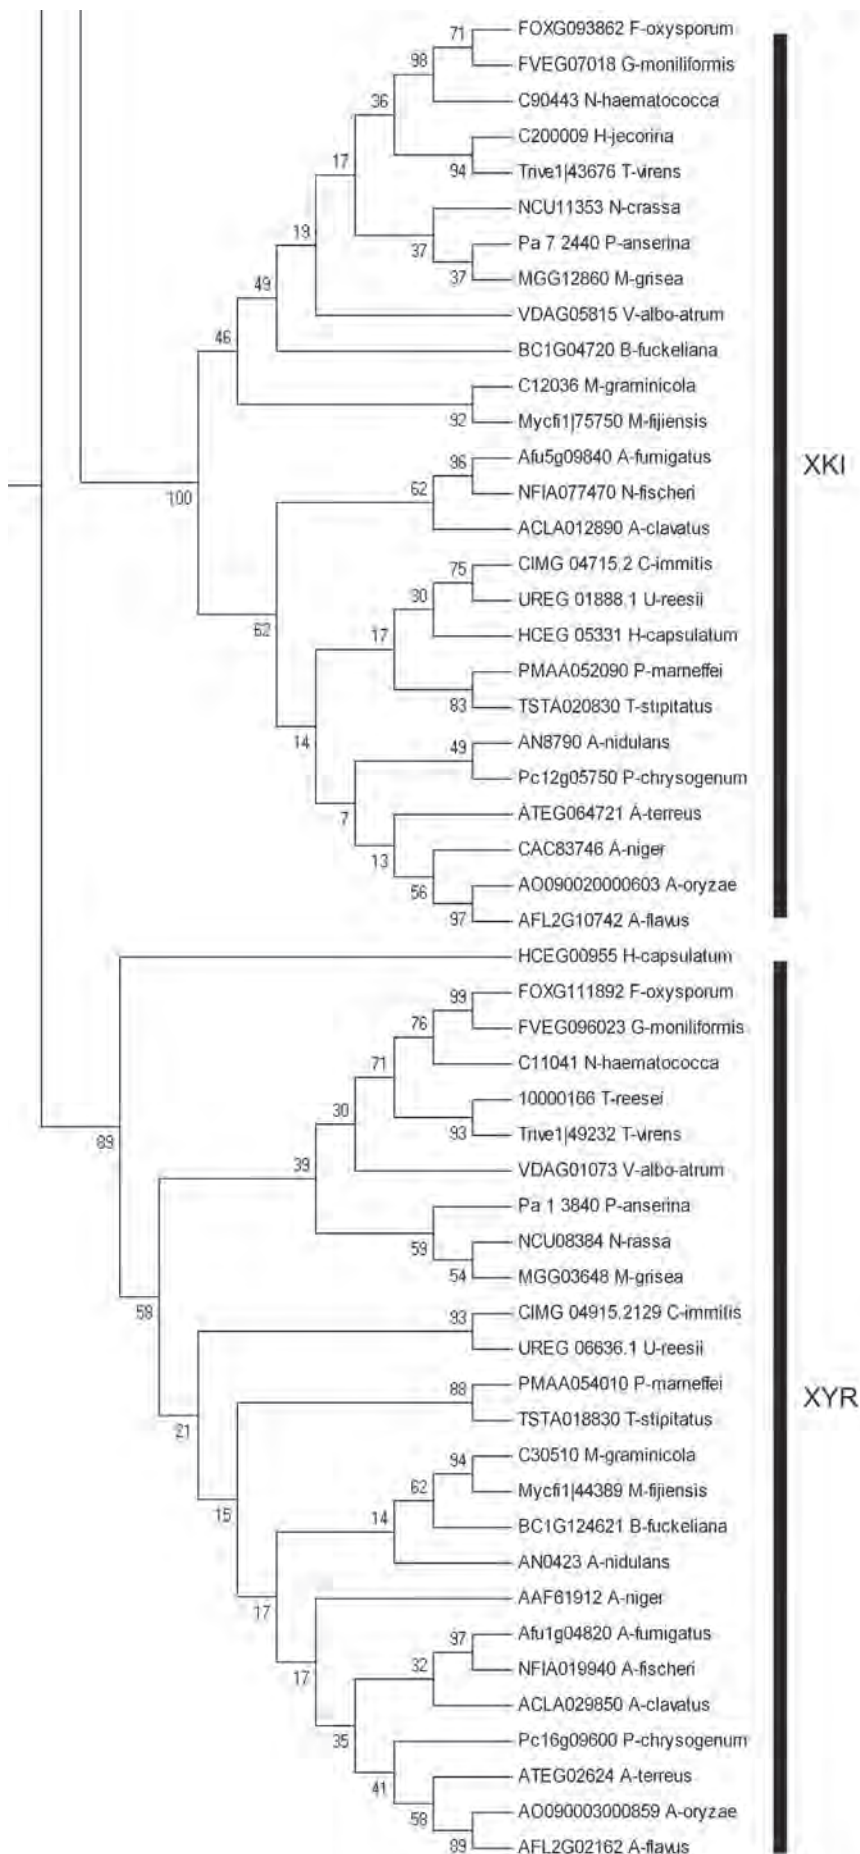 FOXG093862 F-oxysporum
71
FVEG07018 G-moniliformis
98
C90443 N-haematococca
36
C200009 H-jecorina
17
94
Trive1|43676 T-virens
NCU11353 N-crassa
19
37
Pa 7 2440 P-anserina
37
MGG12860 M-grisea
49
VDAG05815 V-albo-atrum
46
BC1G04720 B-fuckeliana
C12036 M-graminicola
92
Mycfi1|75750 M-fijiensis
Afu5g09840 A-fumigatus
XKI
62
NFIA077470 N-fischeri
100
ACLA012890 A-clavatus
CIMG 04715.2 C-immitis
75
30
UREG 01888.1 U-reesii
62
17
HCEG 05331 H-capsulatum
PMAA052090 P-marneffei
83
TSTA020830 T-stipitatus
14
AN8790 A-nidulans
49
Pc12g05750 P-chrysogenum
7
ATEG064721 A-terreus
13
CAC83746 A-niger
56
AO090020000603 A-oryzae
97
AFL2G10742 A-flavus
HCEG00955 H-capsulatum
FOXG111892 F-oxysporum
99
76
FVEG096023 G-moniliformis
71
C11041 N-haematococca
30
10000166 T-reesei
89
93
Trive1|49232 T-virens
39
VDAG01073 V-albo-atrum
Pa 1 3840 P-anserina
59
NCU08384 N-rassa
54
MGG03648 M-grisea
58
CIMG 04915.2129 C-immitis
93
UREG 06636.1 U-reesii
PMAA054010 P-marneffei
88
XYR
21
TSTA018830 T-stipitatus
C30510 M-graminicola
94
62
Mycfi1|44389 M-fijiensis
15
14
BC1G124621 B-fuckeliana
AN0423 A-nidulans
17
AAF61912 A-niger
Afu1g04820 A-fumigatus
97
17
32
NFIA019940 A-fischeri
ACLA029850 A-clavatus
35
Pc16g09600 P-chrysogenum
41
ATEG02624 A-terreus
58
AO090003000859 A-oryzae
89
AFL2G02162 A-flavus